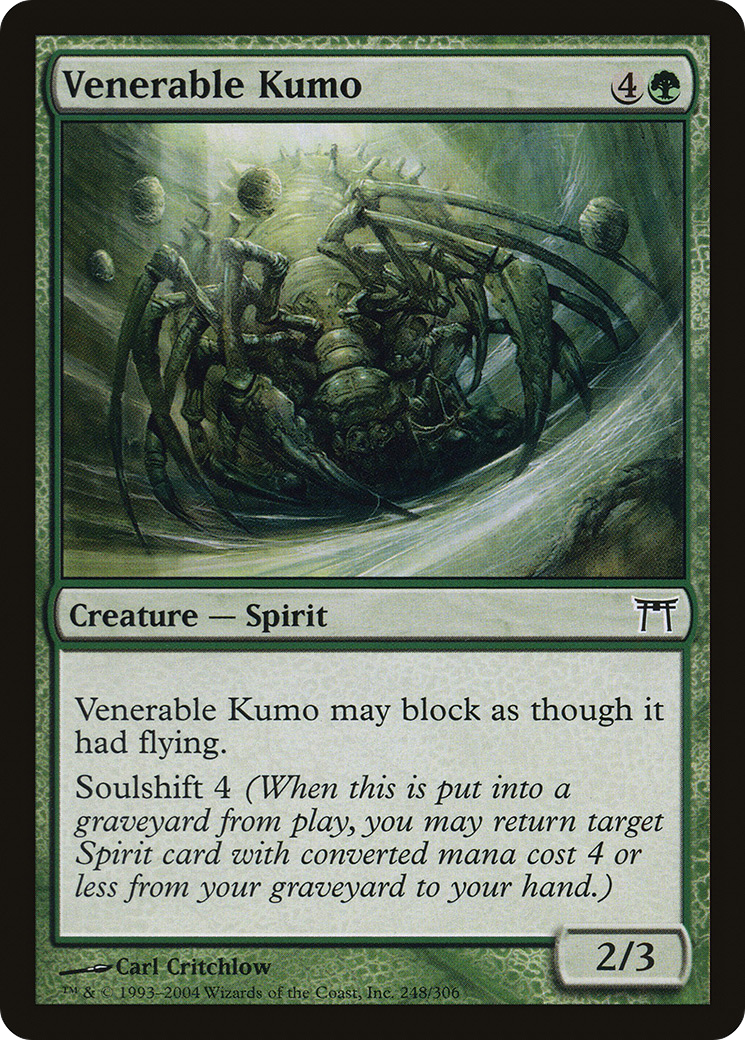 Venerable Kumo 4
Creature — Spirit
Venerable Kumo may block as though it
had flying.
Soulshift 4 (When this is put into a
graveyard from play, you may return target
Spirit card with converted mana cost 4 or
less from your graveyard to your hand.)
2/3
Carl Critchlow
™ & © 1993–2004 Wizards of the Coast, Inc. 248/306